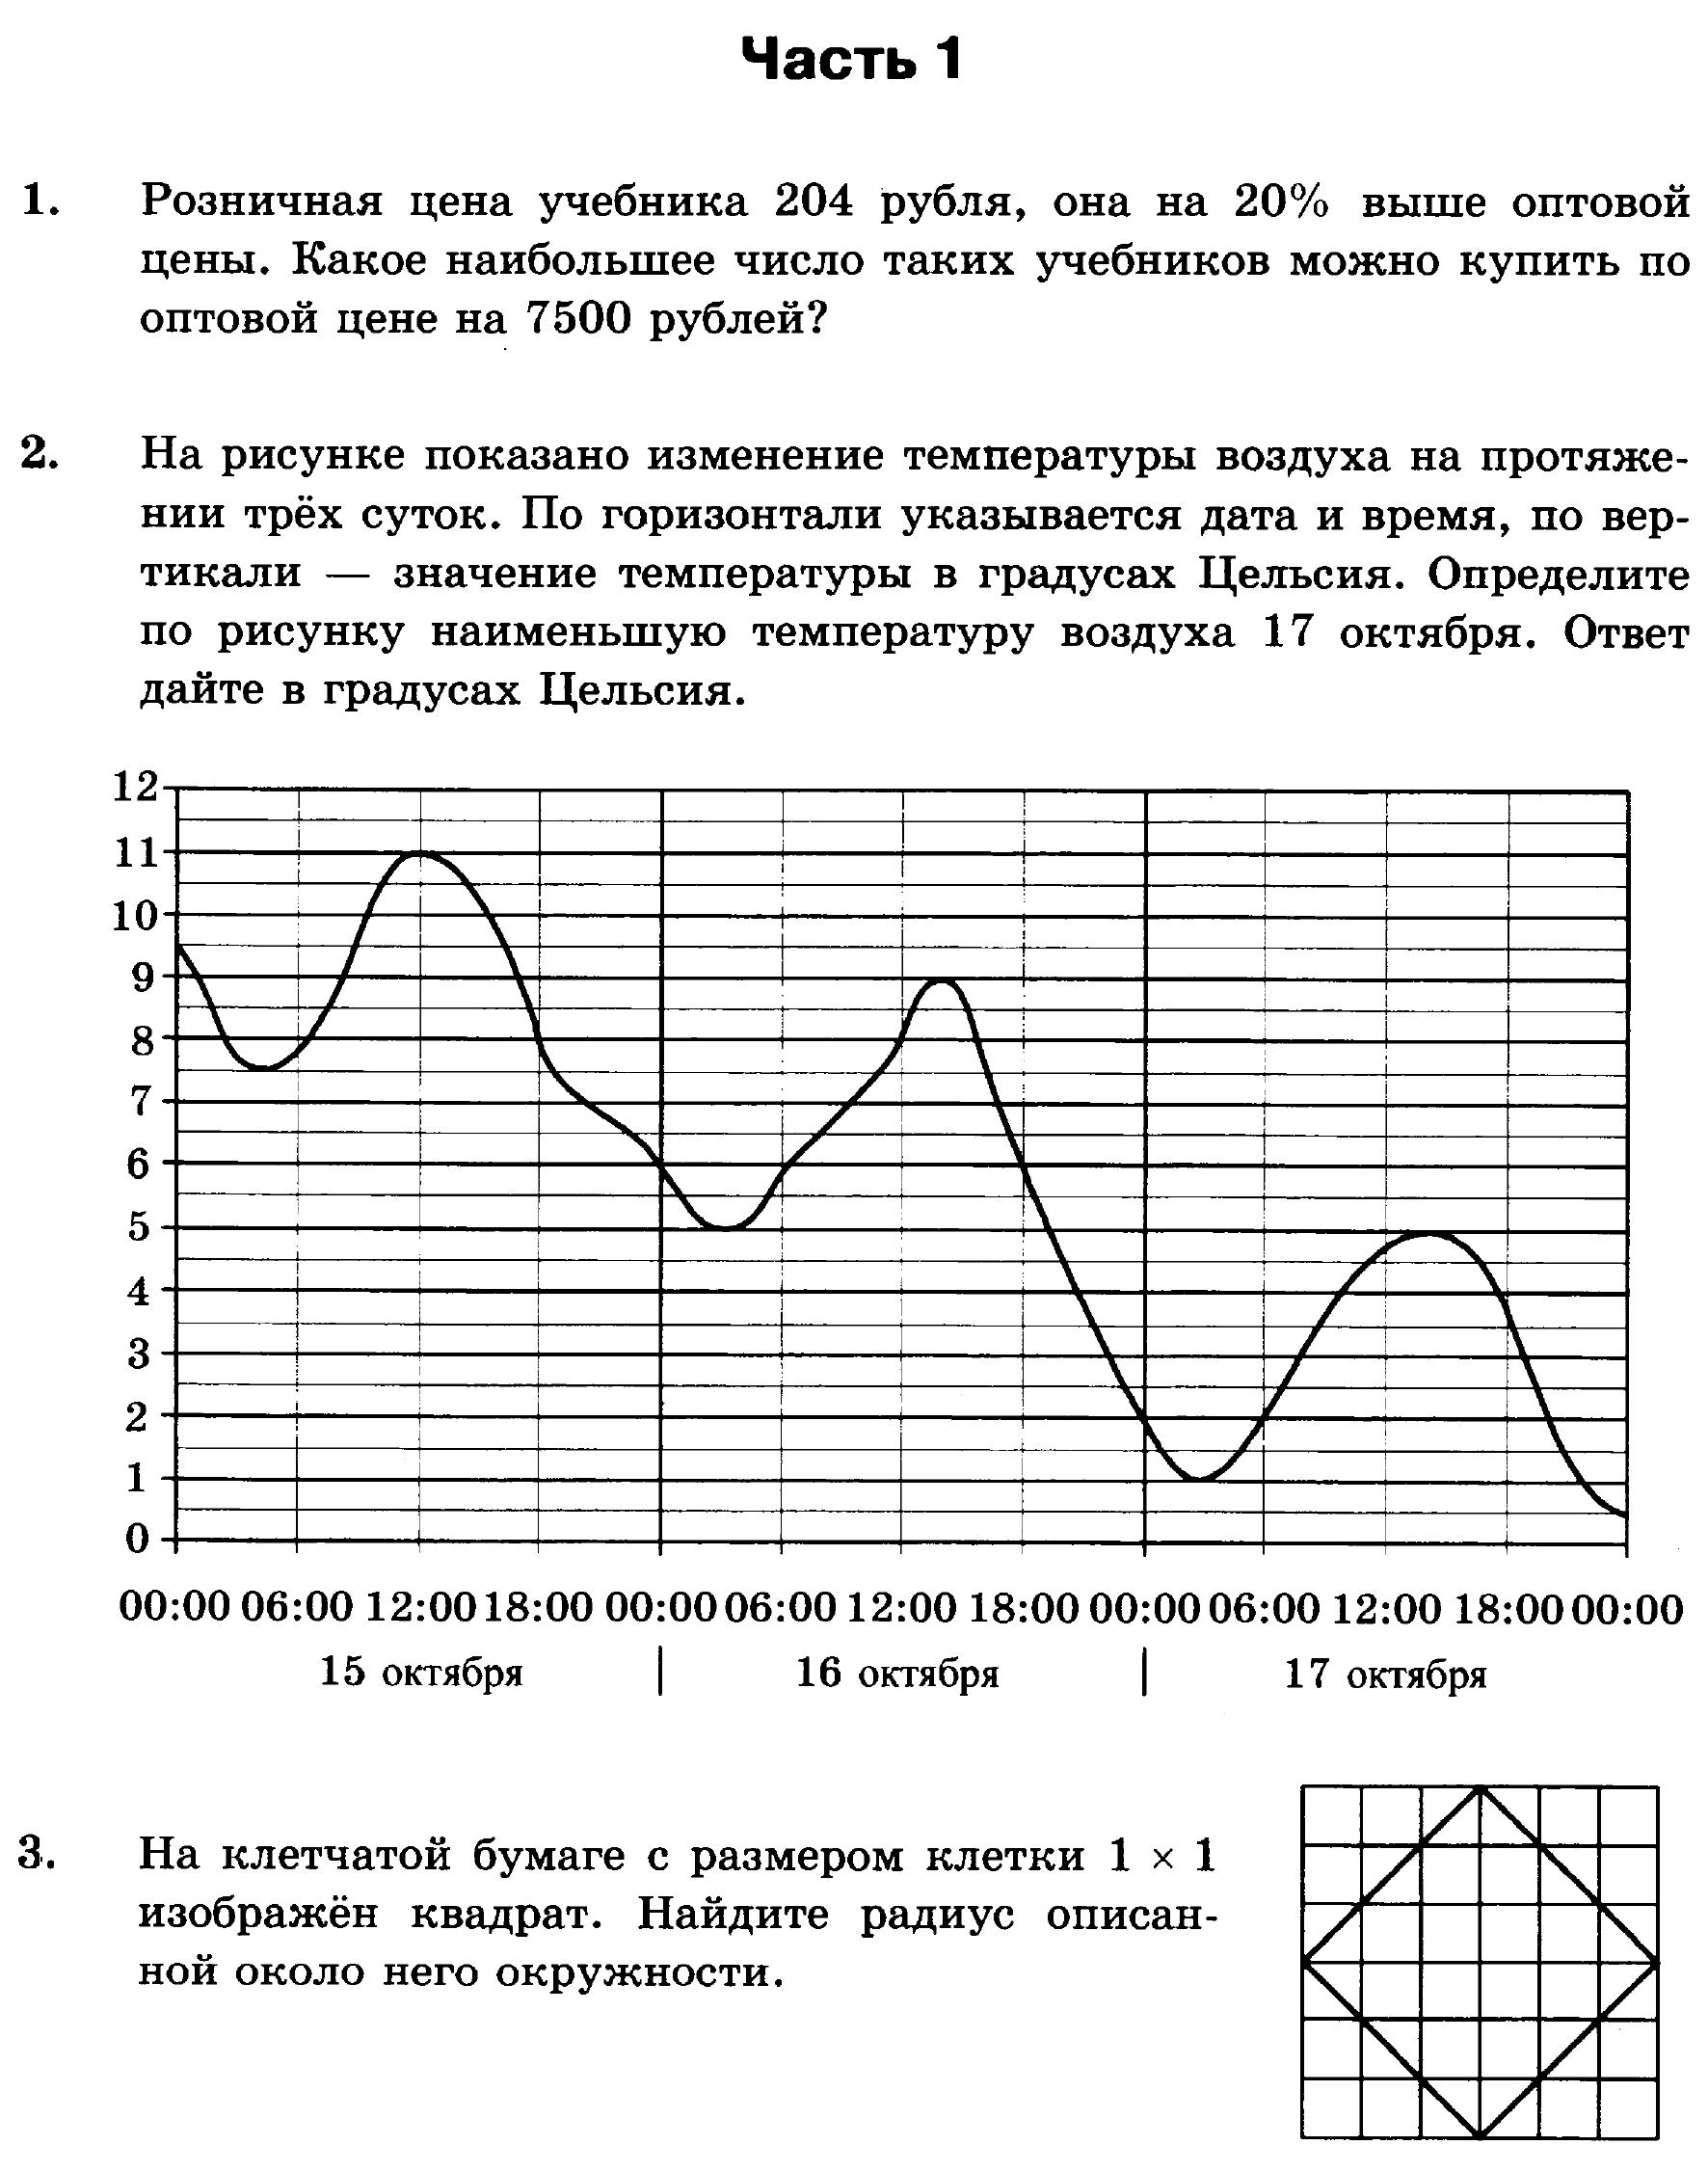 Часть 1
1. Розничная цена учебника 204 рубля, она на 20% выше оптовой
цены. Какое наибольшее число таких учебников можно купить по
оптовой цене на 7500 рублей?
2. На рисунке показано изменение температуры воздуха на протяже-
нии трёх суток. По горизонтали указывается дата и время, по вер-
тикали — значение температуры в градусах Цельсия. Определите
по рисунку наименьшую температуру воздуха 17 октября. Ответ
дайте в градусах Цельсия.
12
11
10
9
8
7
6
5
4
3
2
1
0
00:00 06:00 12:00 18:00 00:00 06:00 12:00 18:00 00:00 06:00 12:00 18:00 00:00
15 октября | 16 октября | 17 октября
3. На клетчатой бумаге с размером клетки 1 × 1
изображён квадрат. Найдите радиус описан-
ной около него окружности.